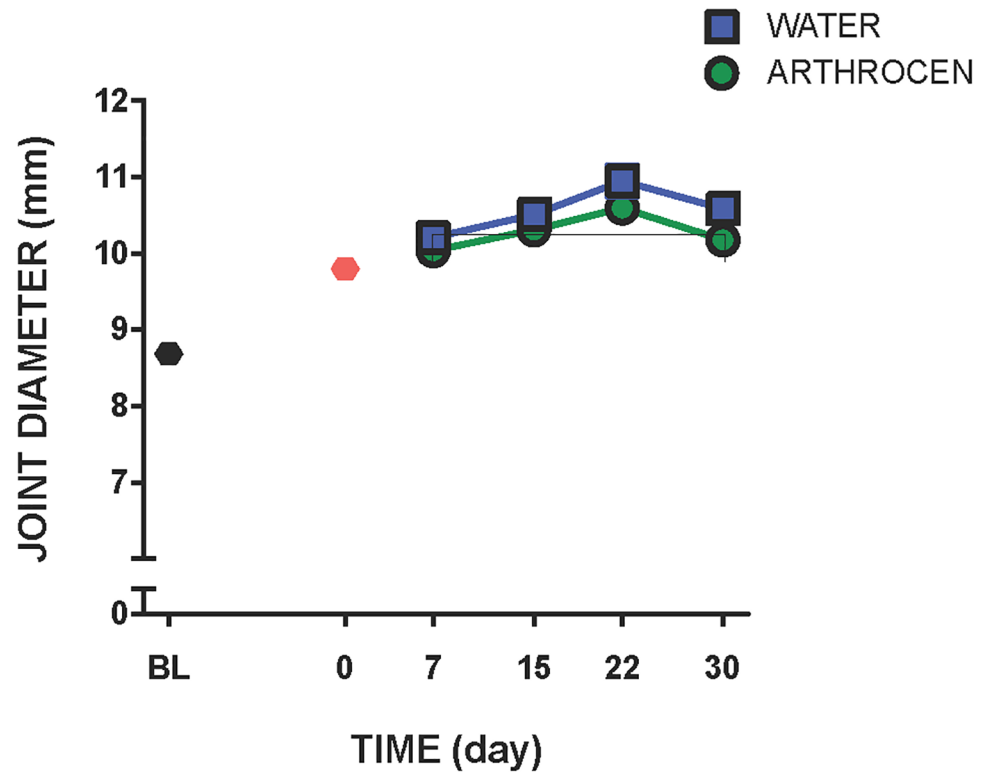 WATER
ARTHROCEN
JOINT DIAMETER (mm)
12
11
10
9
8
7
0
BL 0 7 15 22 30
TIME (day)